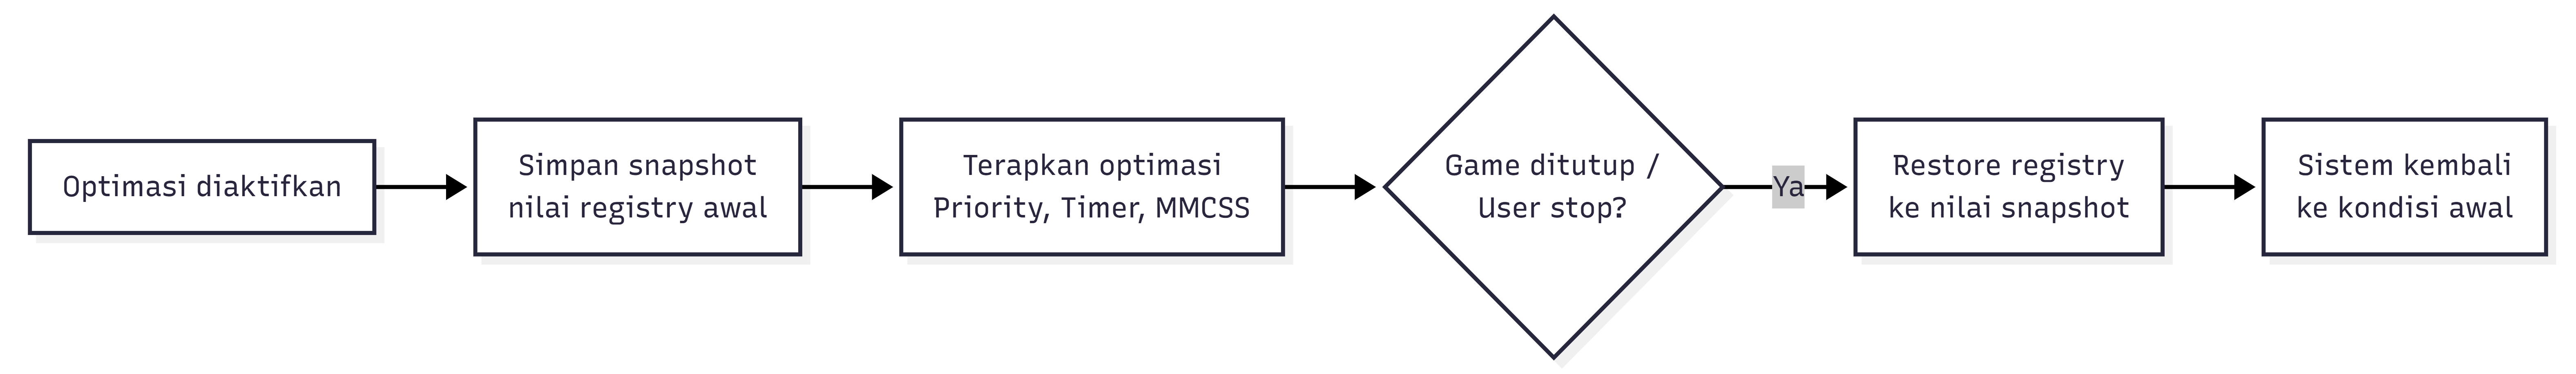 Optimasi diaktifkan
Simpan snapshot
nilai registry awal
Terapkan optimasi
Priority, Timer, MMCSS
Game ditutup /
User stop?
Ya
Restore registry
ke nilai snapshot
Sistem kembali
ke kondisi awal